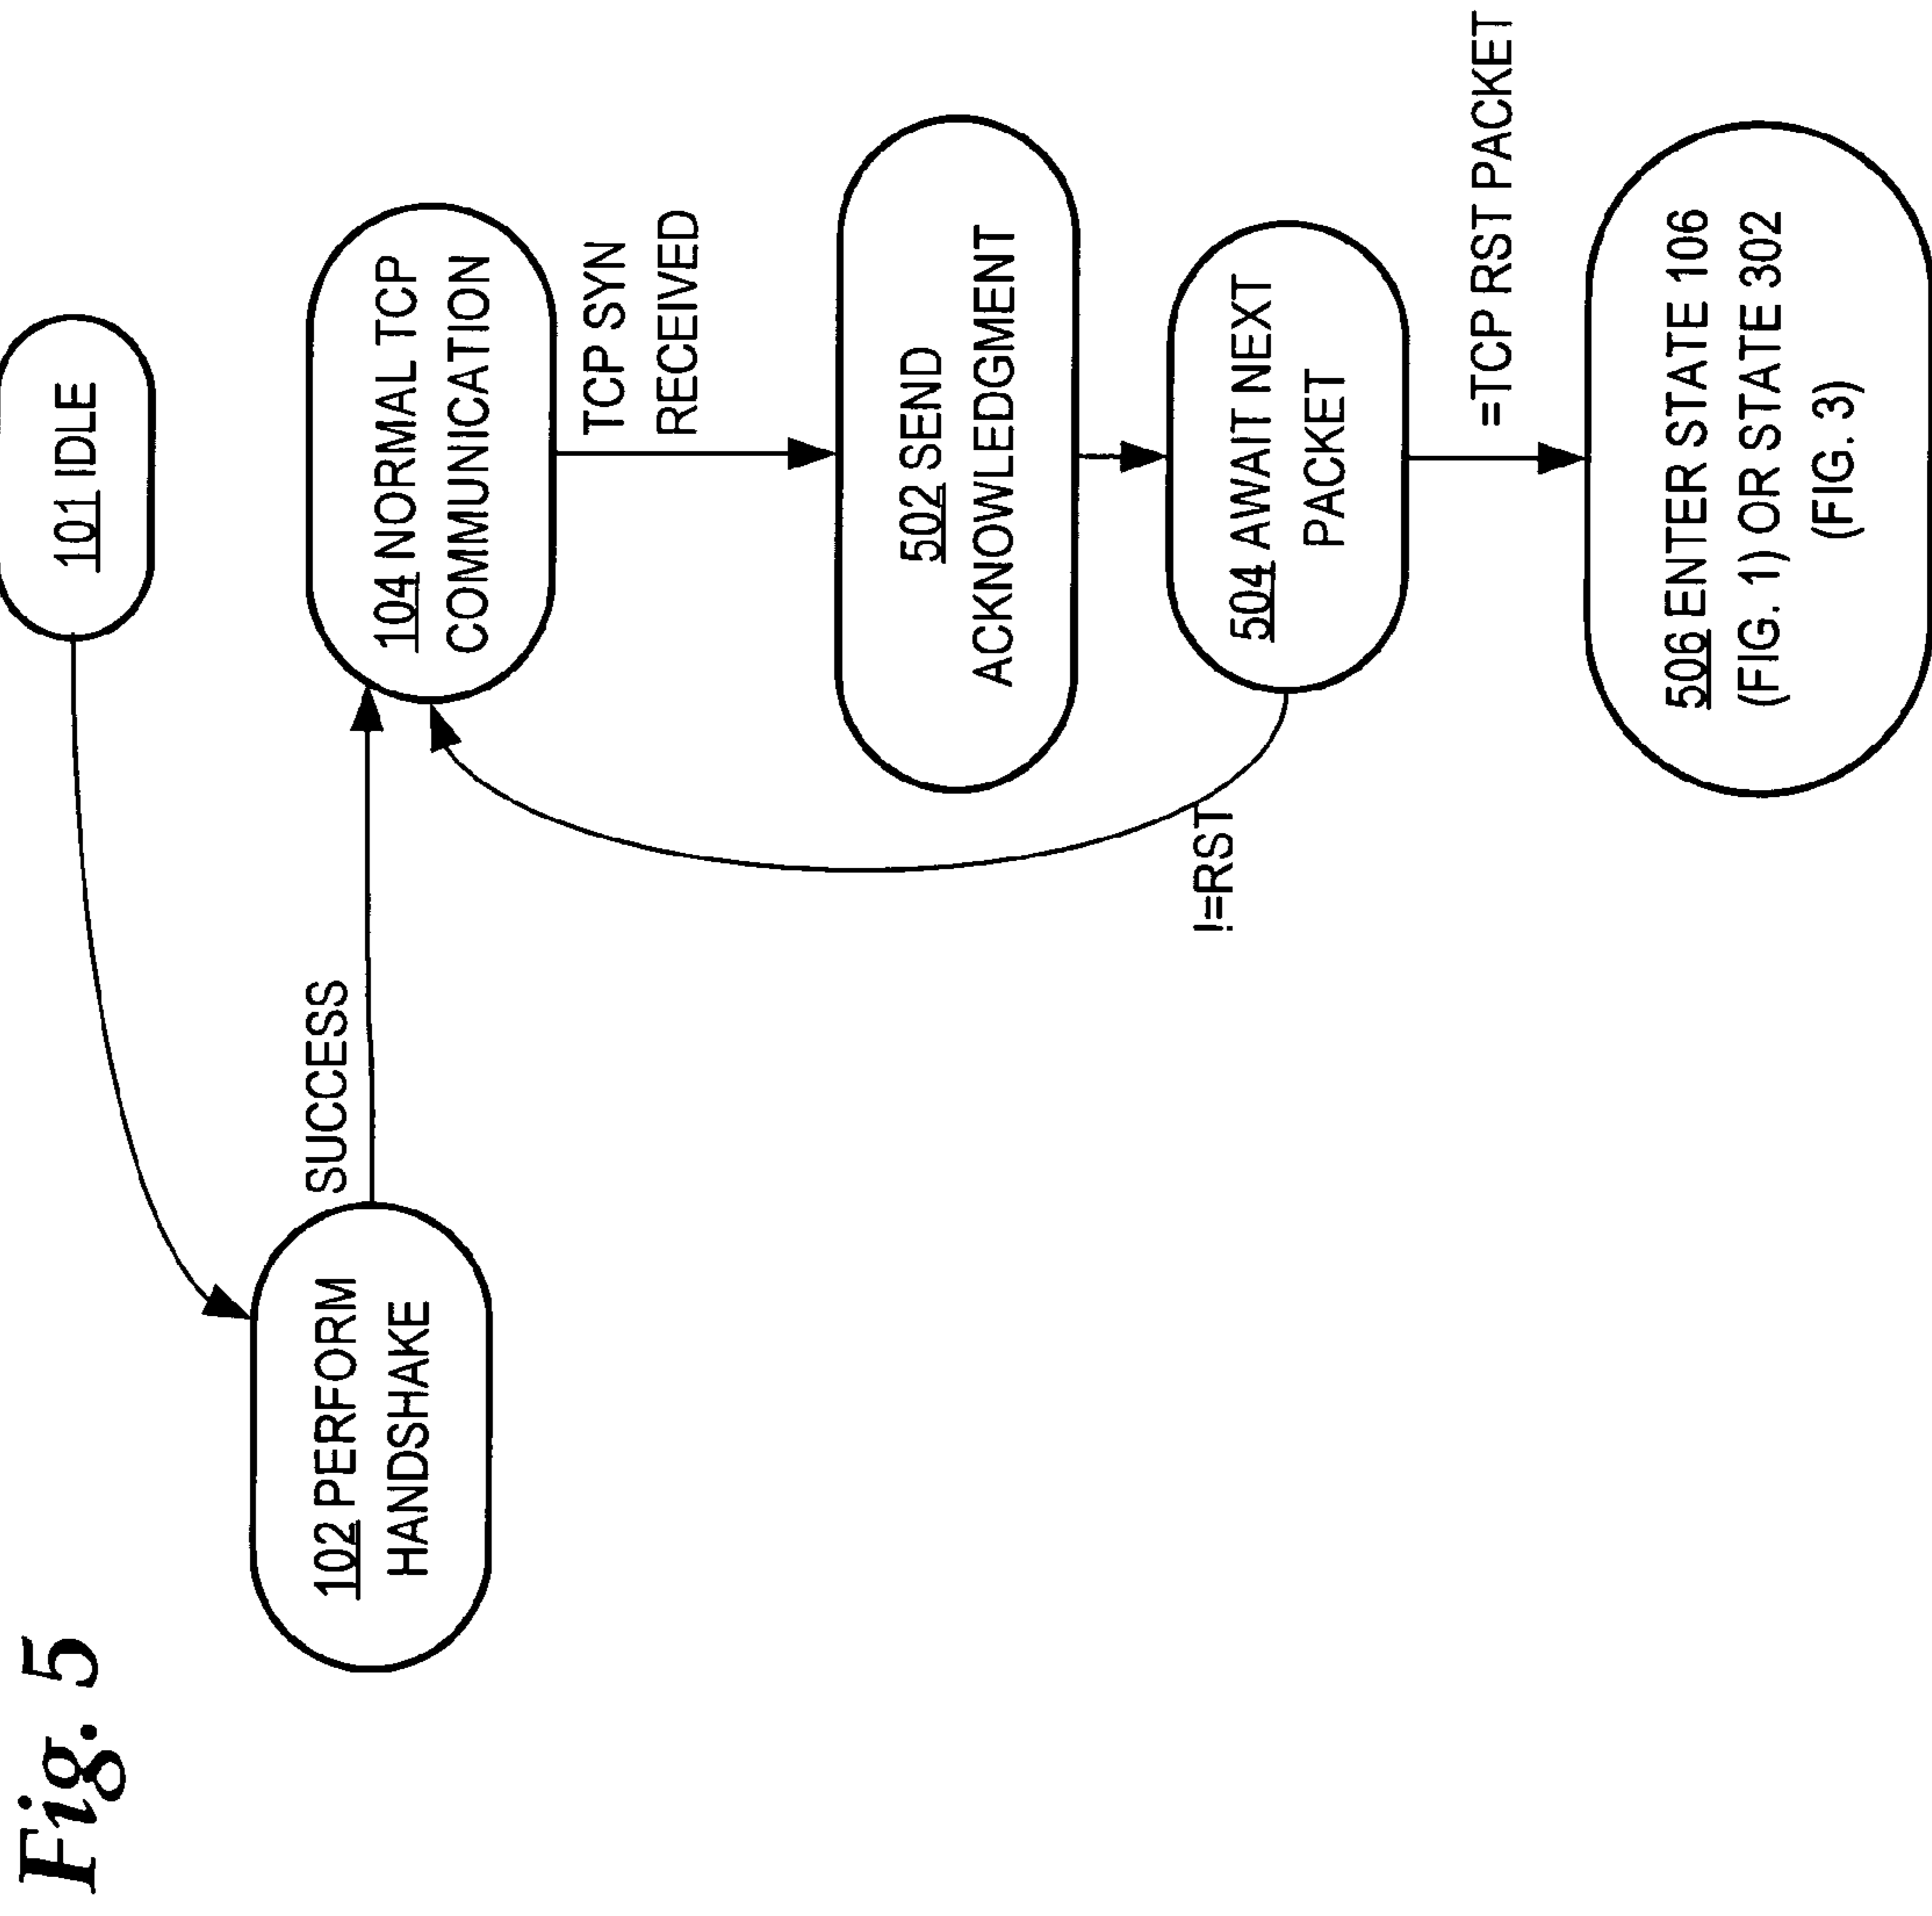 Fig. 5
101 IDLE
102 PERFORM
HANDSHAKE
SUCCESS
104 NORMAL TCP
COMMUNICATION
TCP SYN
RECEIVED
502 SEND
ACKNOWLEDGMENT
504 AWAIT NEXT
PACKET
!=RST
=TCP RST PACKET
506 ENTER STATE 106
(FIG. 1) OR STATE 302
(FIG. 3)